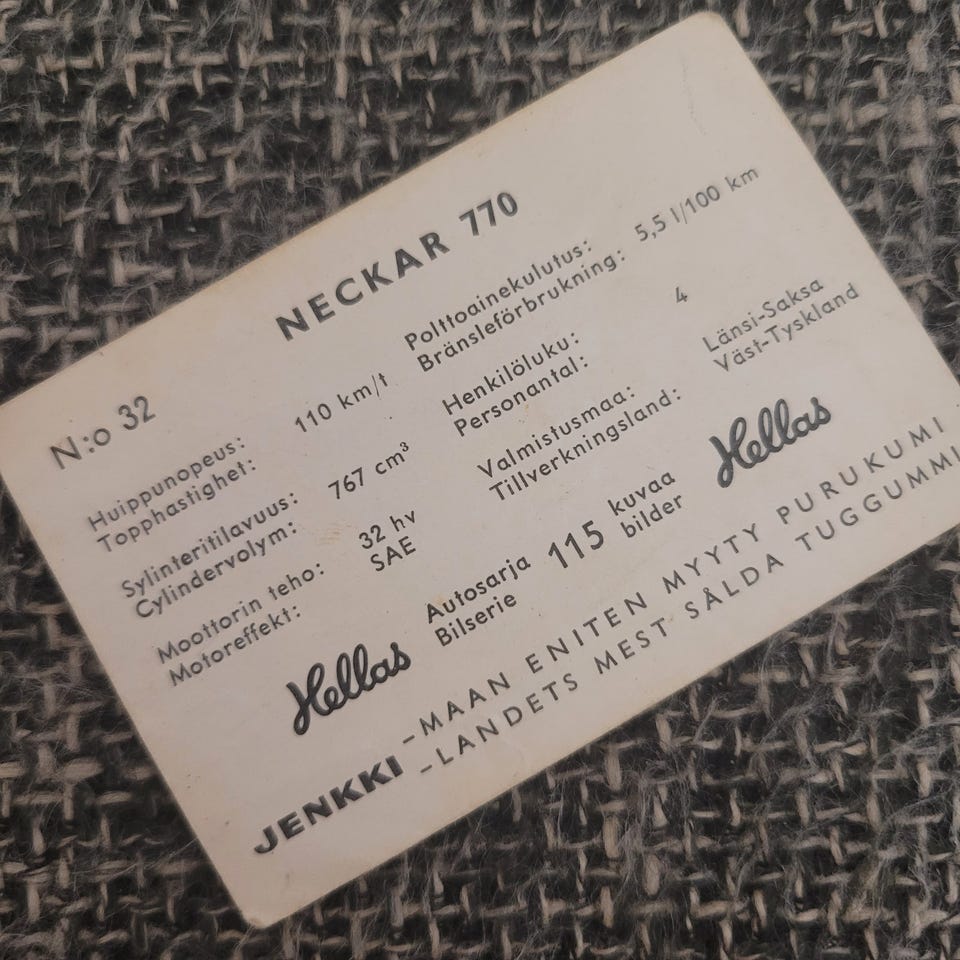 N:o 32 NECKAR 770
Huippunopeus: 110 km/t
Topphastighet:
Sylinteritilavuus: 767 cm³
Cylindervolym:
Moottorin teho: 32 hv
Motoreffekt: SAE
Polttoainekulutus: 5,5 l/100 km
Bränsleförbrukning:
Henkilöluku: 4
Personantal:
Valmistusmaa: Länsi-Saksa
Tillverkningsland: Väst-Tyskland
Hellas Autosarja 115 kuvaa Hellas
Bilserie bilder
JENKKI –MAAN ENITEN MYYTY PURUKUMI
–LANDETS MEST SÅLDA TUGGUMMI